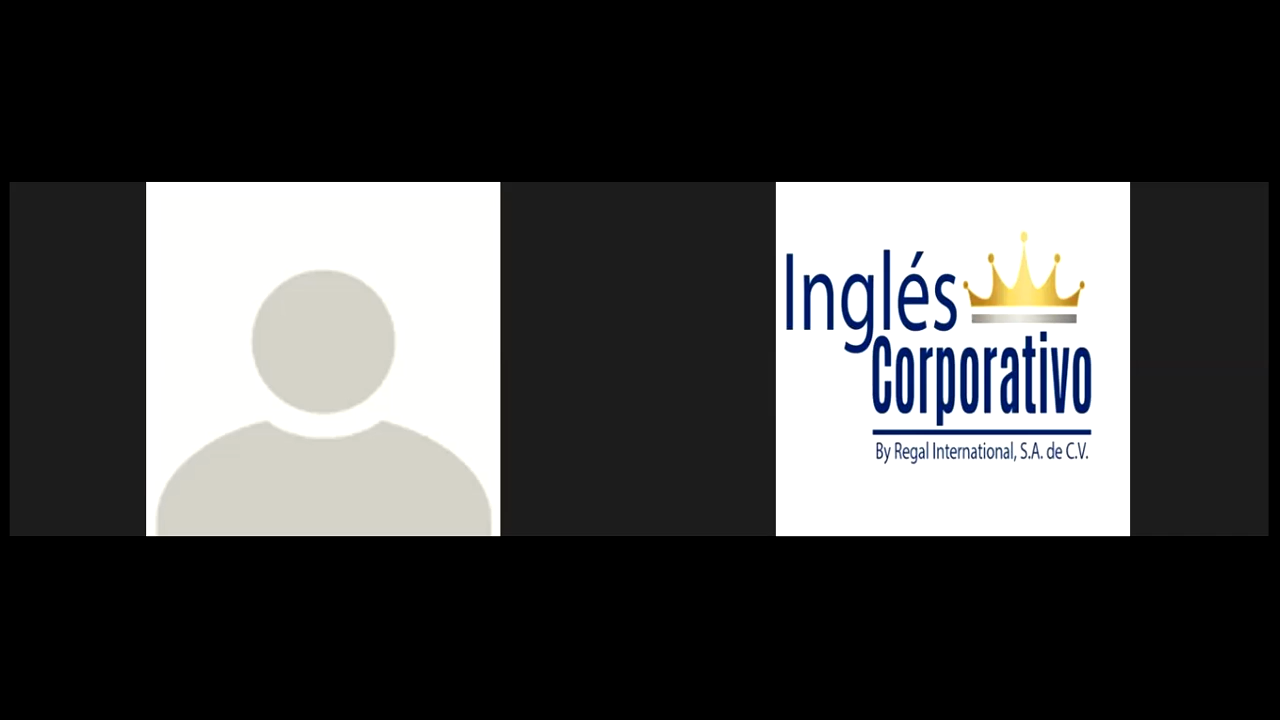 Inglés
Corporativo
By Regal International, S.A. de C.V.